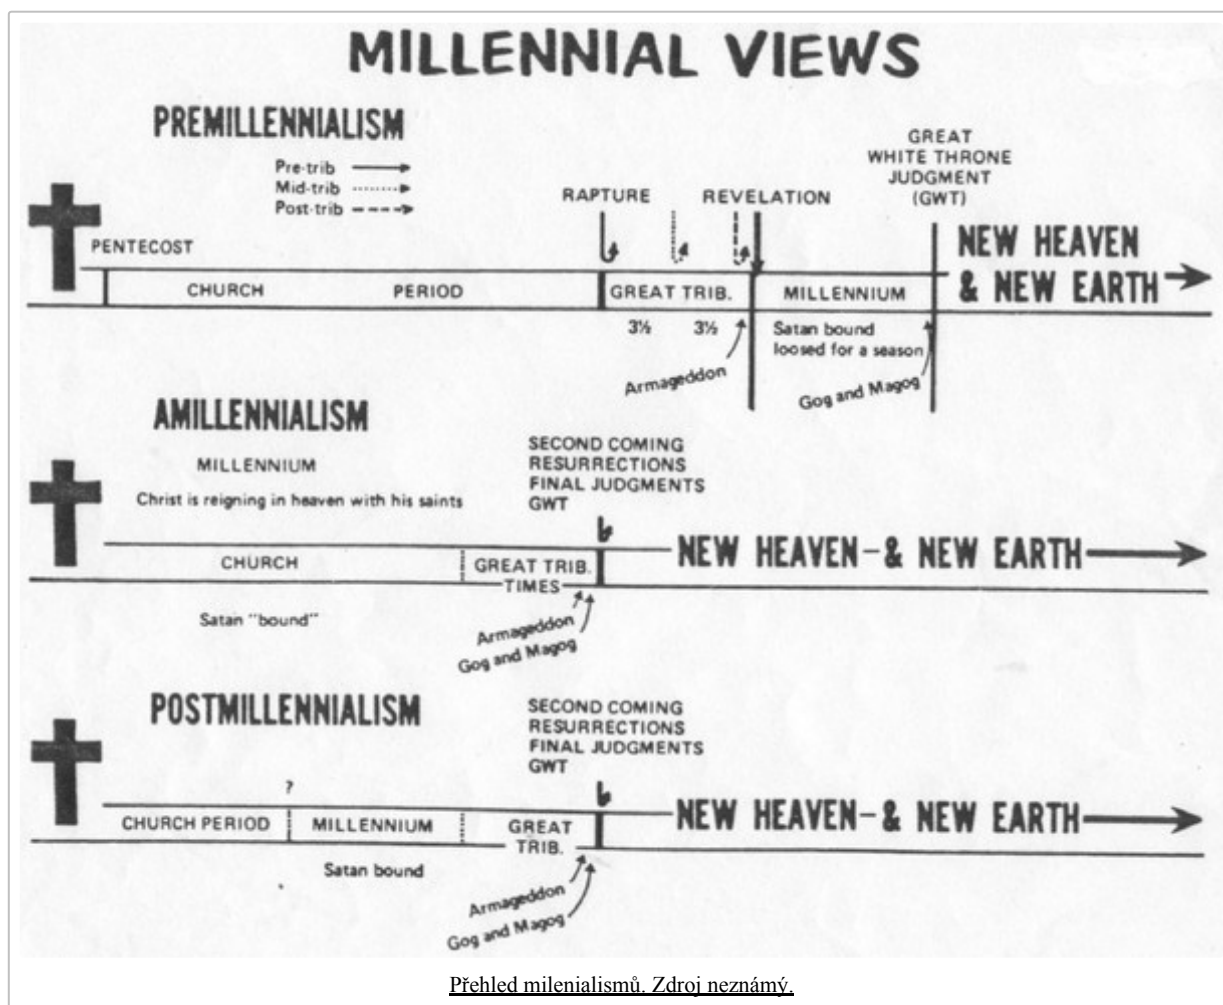 MILLENNIAL VIEWS
PREMILLENNIALISM
Pre-trib
Mid-trib
Post-trib
GREAT
WHITE THRONE
JUDGMENT
(GWT)
RAPTURE
REVELATION
PENTECOST
NEW HEAVEN
& NEW EARTH
CHURCH PERIOD
GREAT TRIB.
MILLENNIUM
3½ 3½
Satan bound
loosed for a season
Armageddon
Gog and Magog
AMILLENNIALISM
MILLENNIUM
Christ is reigning in heaven with his saints
SECOND COMING
RESURRECTIONS
FINAL JUDGMENTS
GWT
CHURCH
GREAT TRIB.
TIMES
NEW HEAVEN-& NEW EARTH
Satan "bound"
Armageddon
Gog and Magog
POSTMILLENNIALISM
SECOND COMING
RESURRECTIONS
FINAL JUDGMENTS
GWT
?
CHURCH PERIOD
MILLENNIUM
GREAT
TRIB.
NEW HEAVEN-& NEW EARTH
Satan bound
Armageddon
Gog and Magog
Přehled milenialismů. Zdroj neznámý.